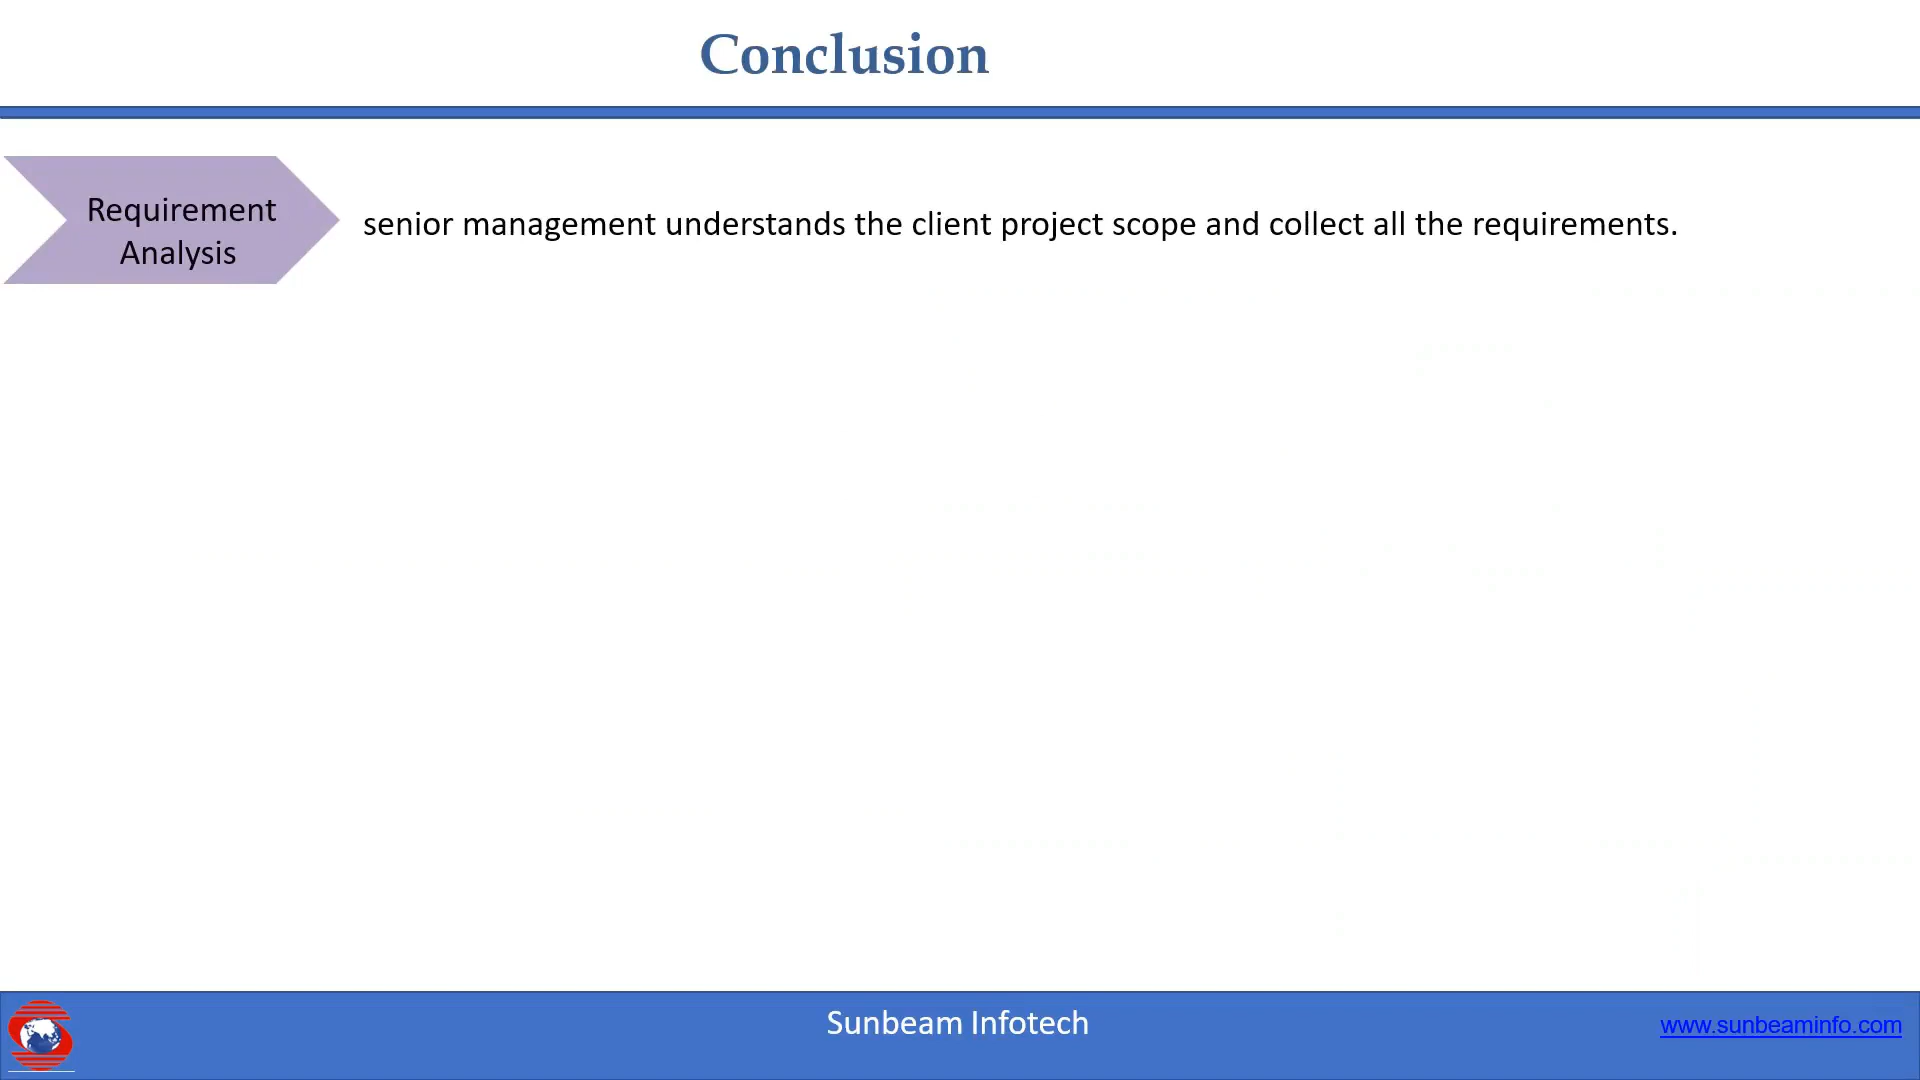 Conclusion
Requirement
Analysis
senior management understands the client project scope and collect all the requirements.
Sunbeam Infotech
www.sunbeaminfo.com